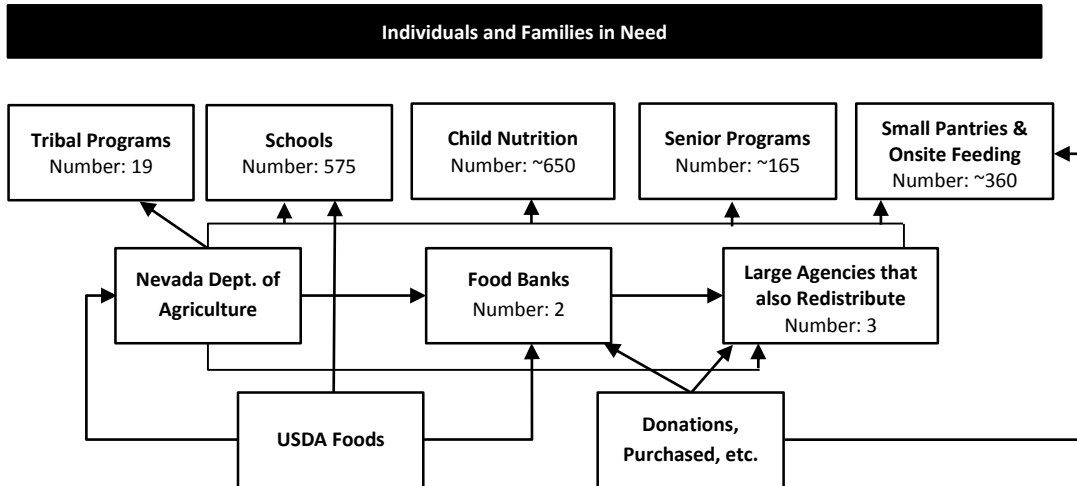 Individuals and Families in Need
Tribal Programs
Number: 19
Schools
Number: 575
Child Nutrition
Number: ~650
Senior Programs
Number: ~165
Small Pantries &
Onsite Feeding
Number: ~360
Nevada Dept. of
Agriculture
Food Banks
Number: 2
Large Agencies that
also Redistribute
Number: 3
USDA Foods
Donations,
Purchased, etc.